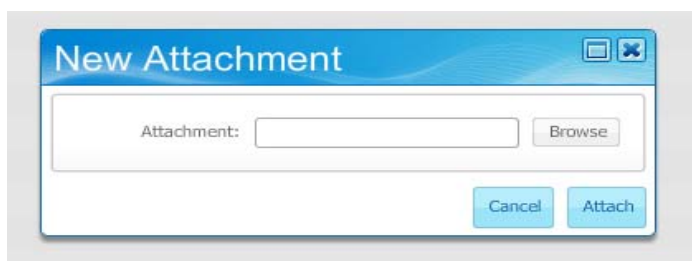 New Attachment
Attachment:
Browse
Cancel
Attach